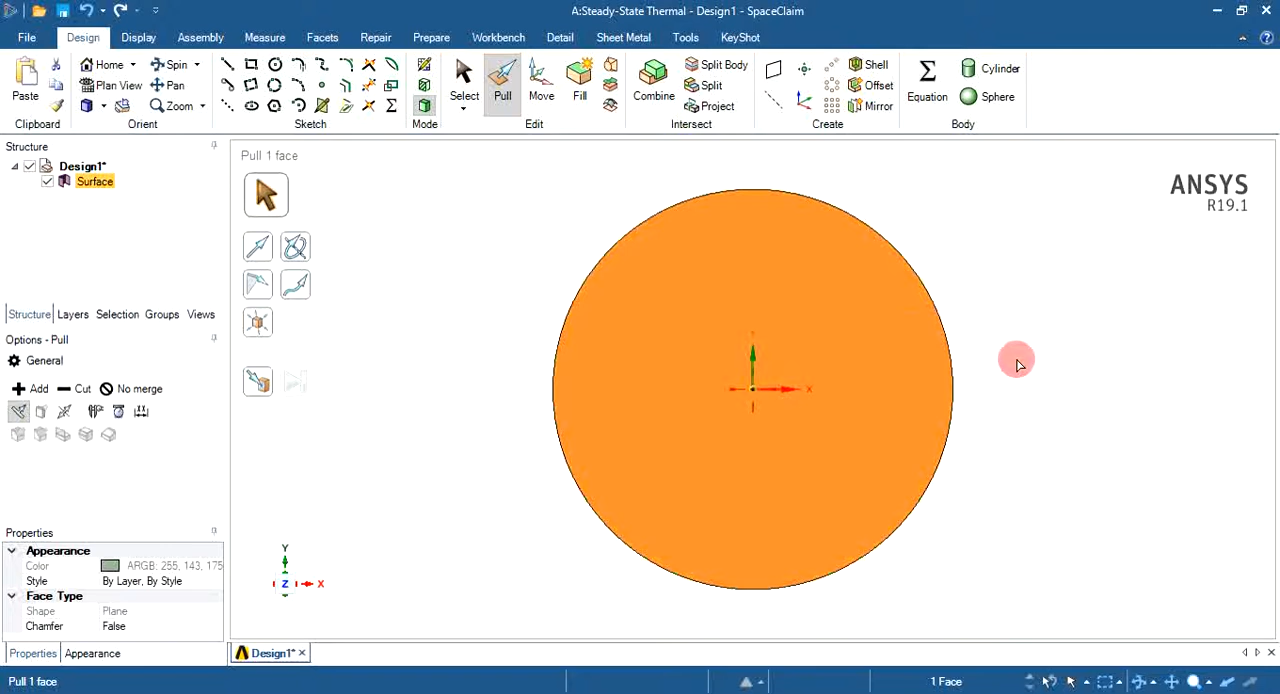 A:Steady-State Thermal - Design1 - SpaceClaim
File Design Display Assembly Measure Facets Repair Prepare Workbench Detail Sheet Metal Tools KeyShot
Paste
Home Spin
Plan View Pan
Zoom
Select Pull Move Fill
Combine
Split Body
Split
Project
Shell
Offset
Mirror
Equation
Cylinder
Sphere
Clipboard Orient Sketch Mode Edit Intersect Create Body
Structure
Design1*
Surface
Structure Layers Selection Groups Views
Options - Pull
General
Add Cut No merge
Properties
Appearance
Color ARGB: 255, 143, 175
Style By Layer, By Style
Face Type
Shape Plane
Chamfer False
Properties Appearance
Pull 1 face
ANSYS
R19.1
X
Y
Z X
Design1*
Pull 1 face 1 Face